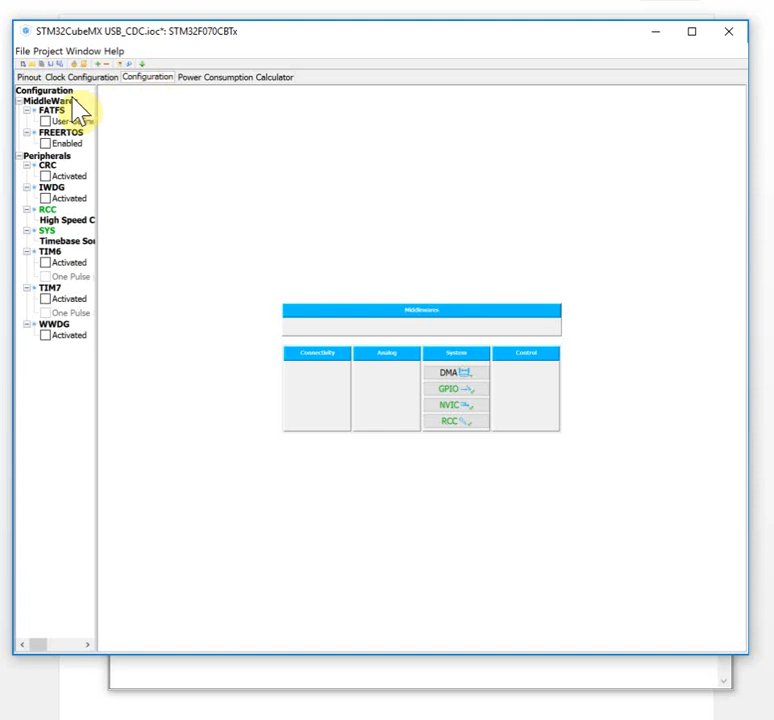 STM32CubeMX USB_CDC.ioc*: STM32F070CBTx
File Project Window Help
Pinout Clock Configuration Configuration Power Consumption Calculator
Configuration
MiddleWar
FATFS
User
FREERTOS
Enabled
Peripherals
CRC
Activated
IWDG
Activated
RCC
High Speed C
SYS
Timebase Sou
TIM6
Activated
One Pulse
TIM7
Activated
One Pulse
WWDG
Activated
Middlewares
Connectivity Analog System Control
DMA
GPIO
NVIC
RCC